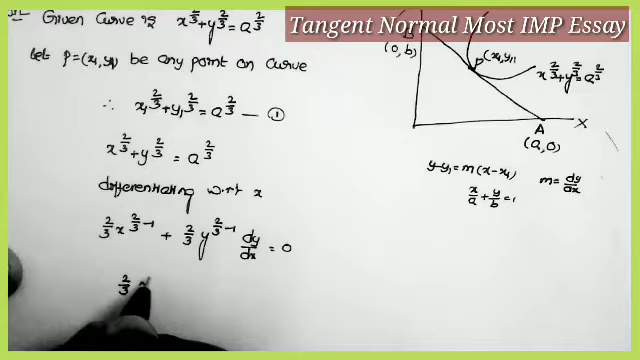 Tangent Normal Most IMP Essay
Given Curve is x^2/3 + y^2/3 = a^2/3
Let P=(x₁,y₁) be any point on curve
∴ x₁^2/3 + y₁^2/3 = a^2/3 — ①
x^2/3 + y^2/3 = a^2/3
differentiating w.r.t x
2/3 x^2/3-1 + 2/3 y^2/3-1 dy/dx = 0
2/3
(0,b)
P(x₁,y₁)
x^2/3 + y^2/3 = a^2/3
A
X
(a,0)
y-y₁ = m(x-x₁)
m = dy/dx
x/a + y/b = 1